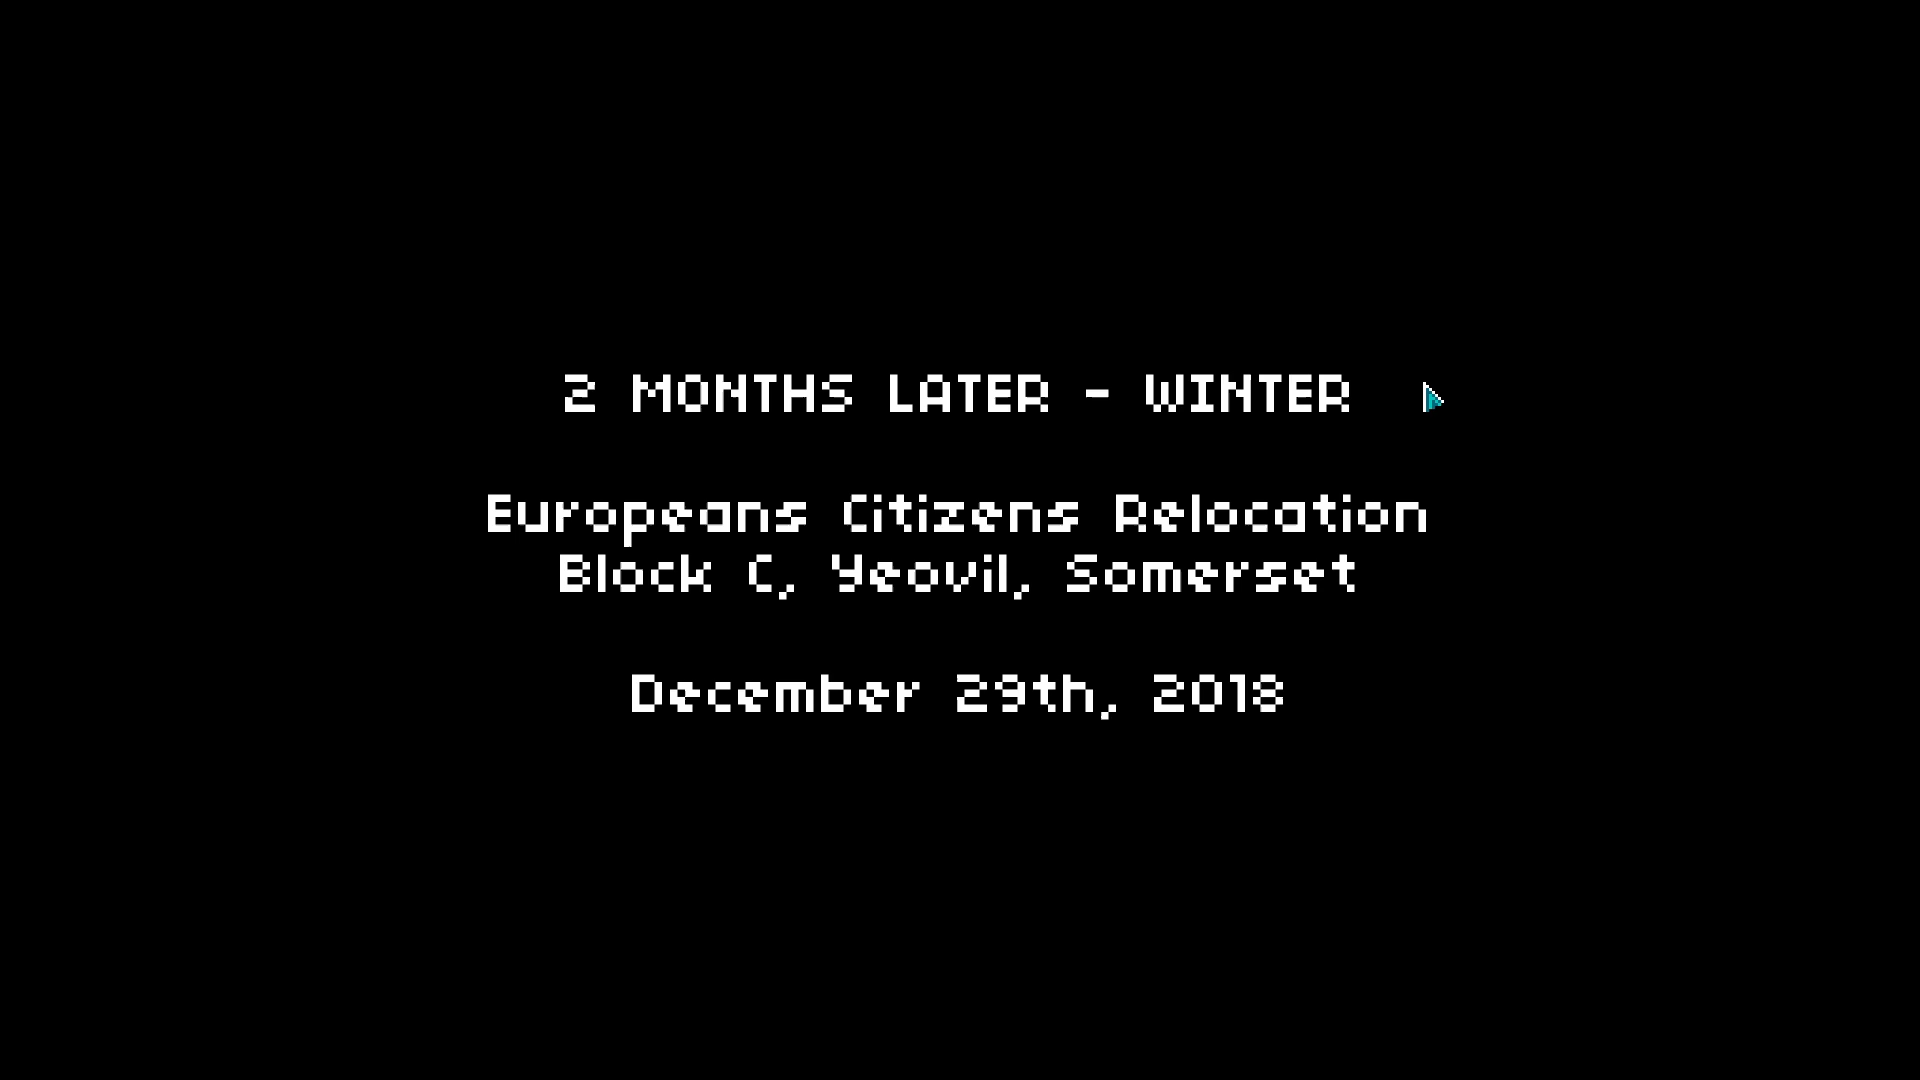 2 MONTHS LATER - WINTER
Europeans Citizens Relocation
Block C, Yeovil, Somerset
December 29th, 2018